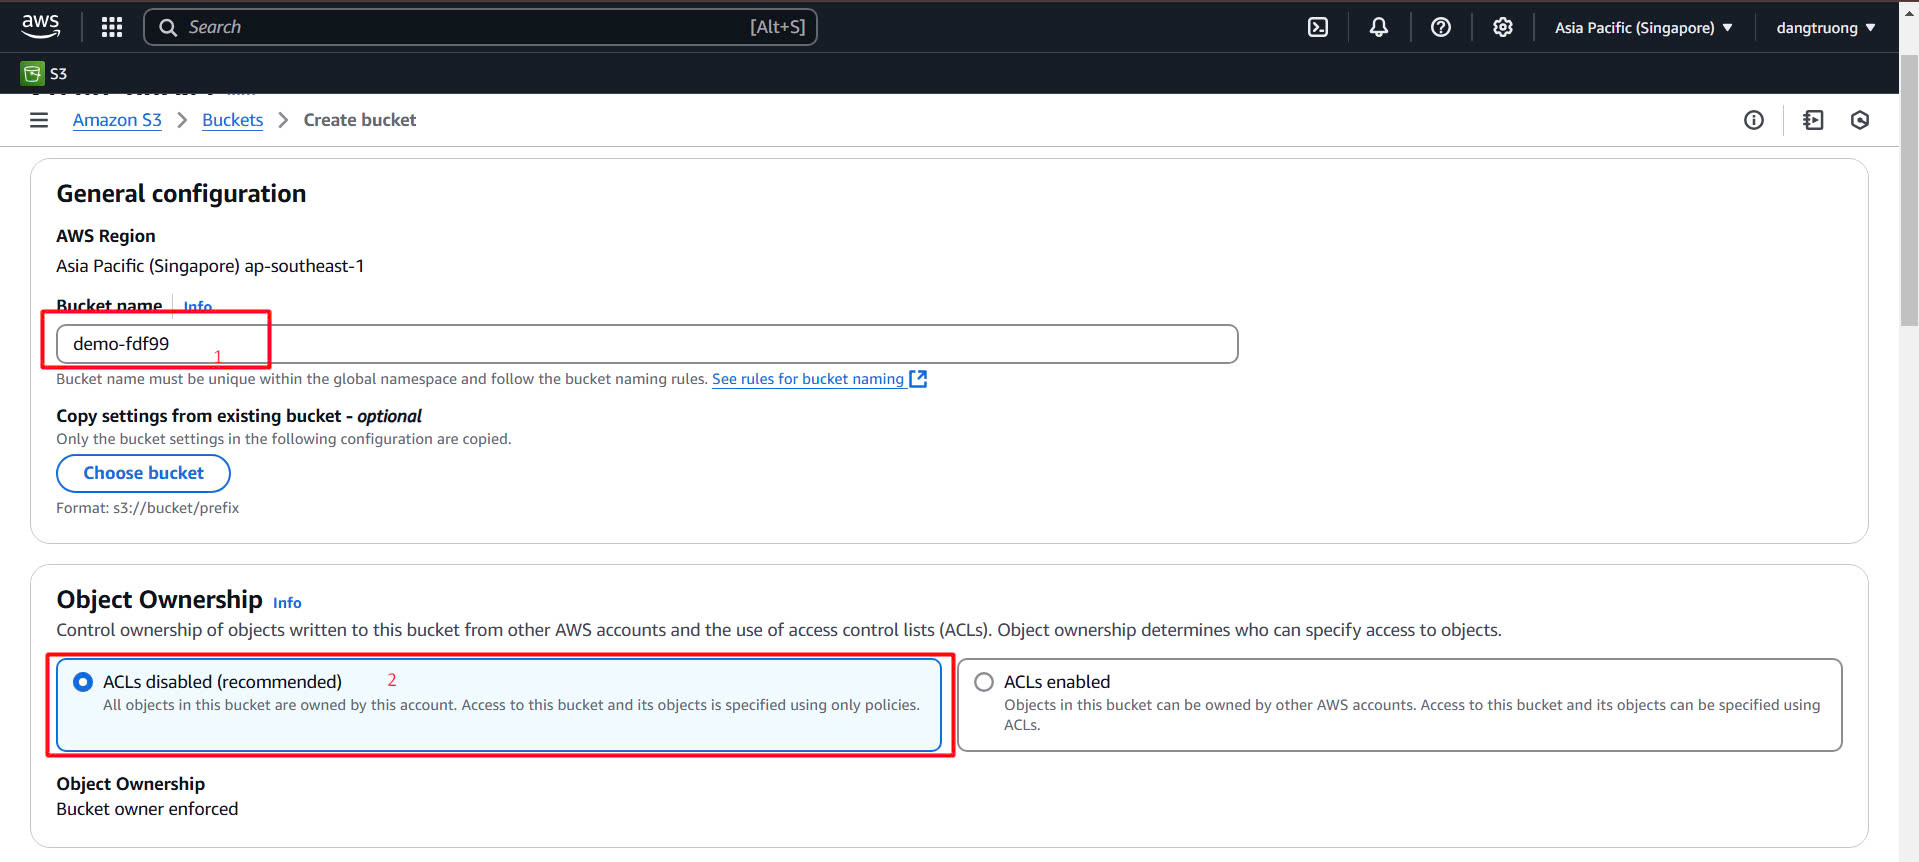 aws
Search [Alt+S]
Asia Pacific (Singapore) dangtruong
S3
Amazon S3 Buckets Create bucket
General configuration
AWS Region
Asia Pacific (Singapore) ap-southeast-1
Bucket name Info
demo-fdf99
1
Bucket name must be unique within the global namespace and follow the bucket naming rules. See rules for bucket naming
Copy settings from existing bucket - optional
Only the bucket settings in the following configuration are copied.
Choose bucket
Format: s3://bucket/prefix
Object Ownership Info
Control ownership of objects written to this bucket from other AWS accounts and the use of access control lists (ACLs). Object ownership determines who can specify access to objects.
ACLs disabled (recommended) 2
All objects in this bucket are owned by this account. Access to this bucket and its objects is specified using only policies.
ACLs enabled
Objects in this bucket can be owned by other AWS accounts. Access to this bucket and its objects can be specified using
ACLs.
Object Ownership
Bucket owner enforced